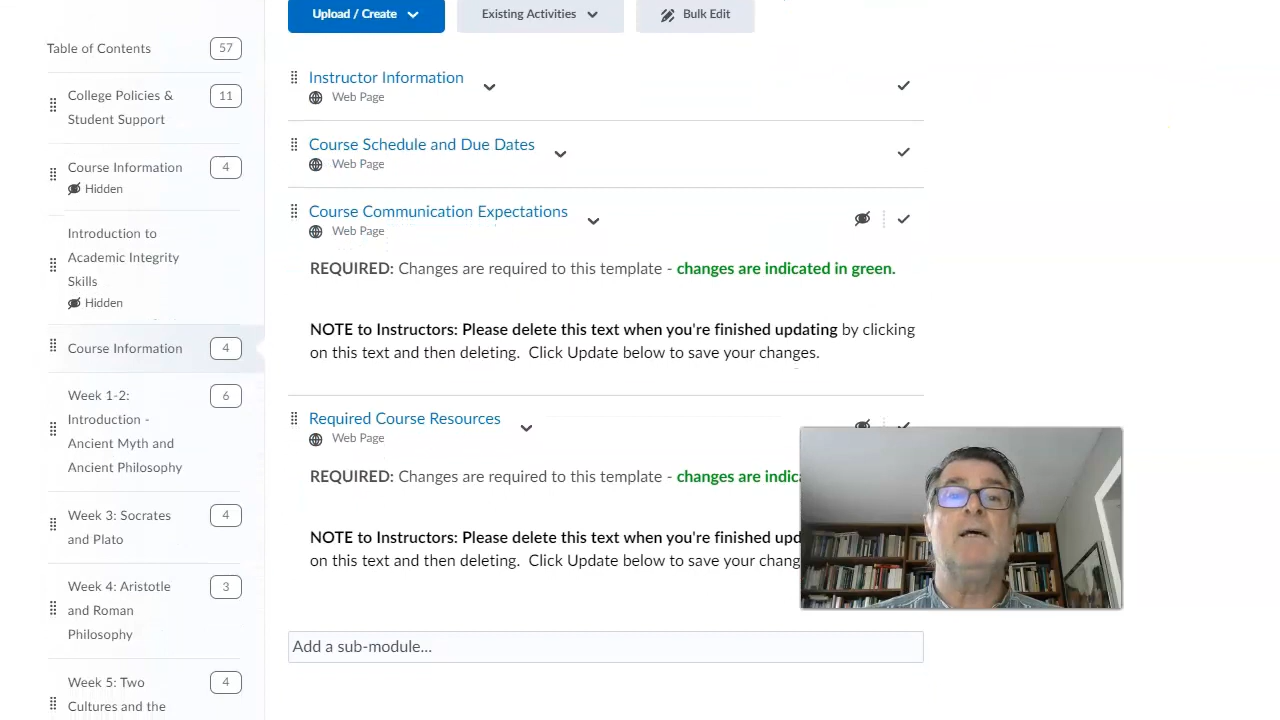 Upload / Create
Existing Activities
Bulk Edit
Table of Contents
57
College Policies &
Student Support
11
Course Information
4
Hidden
Introduction to
Academic Integrity
Skills
Hidden
Course Information
4
Week 1-2:
Introduction -
Ancient Myth and
Ancient Philosophy
6
Week 3: Socrates
and Plato
4
Week 4: Aristotle
and Roman
Philosophy
3
Week 5: Two
Cultures and the
4
Instructor Information
Web Page
Course Schedule and Due Dates
Web Page
Course Communication Expectations
Web Page
REQUIRED: Changes are required to this template - changes are indicated in green.
NOTE to Instructors: Please delete this text when you're finished updating by clicking
on this text and then deleting. Click Update below to save your changes.
Required Course Resources
Web Page
REQUIRED: Changes are required to this template - changes are
NOTE to Instructors: Please delete this text when you're finished
on this text and then deleting. Click Update below to save your
Add a sub-module...